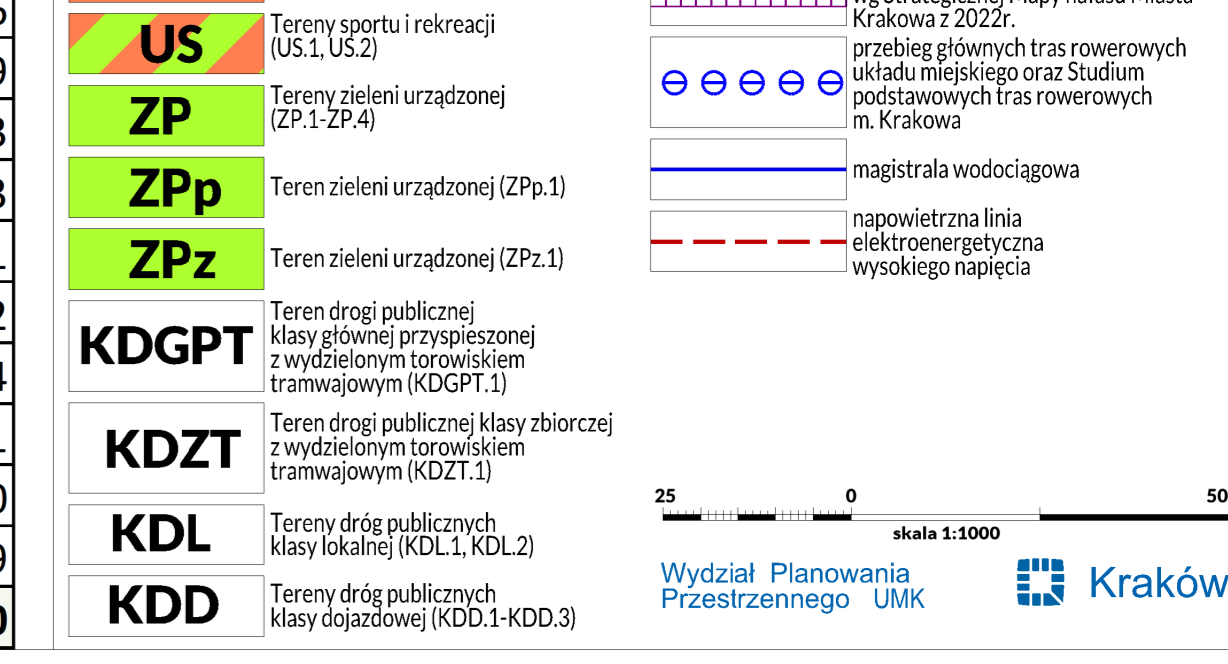 US
Tereny sportu i rekreacji
(US.1, US.2)
ZP
Tereny zieleni urządzonej
(ZP.1-ZP.4)
ZPp
Teren zieleni urządzonej (ZPp.1)
ZPz
Teren zieleni urządzonej (ZPz.1)
KDGPT
Teren drogi publicznej
klasy głównej przyspieszonej
z wydzielonym torowiskiem
tramwajowym (KDGPT.1)
KDZT
Teren drogi publicznej klasy zbiorczej
z wydzielonym torowiskiem
tramwajowym (KDZT.1)
KDL
Tereny dróg publicznych
klasy lokalnej (KDL.1, KDL.2)
KDD
Tereny dróg publicznych
klasy dojazdowej (KDD.1-KDD.3)
Krakowa z 2022r.
przebieg głównych tras rowerowych
układu miejskiego oraz Studium
podstawowych tras rowerowych
m. Krakowa
magistrala wodociągowa
napowietrzna linia
elektroenergetyczna
wysokiego napięcia
25 0 50
skala 1:1000
Wydział Planowania
Przestrzennego UMK
Kraków